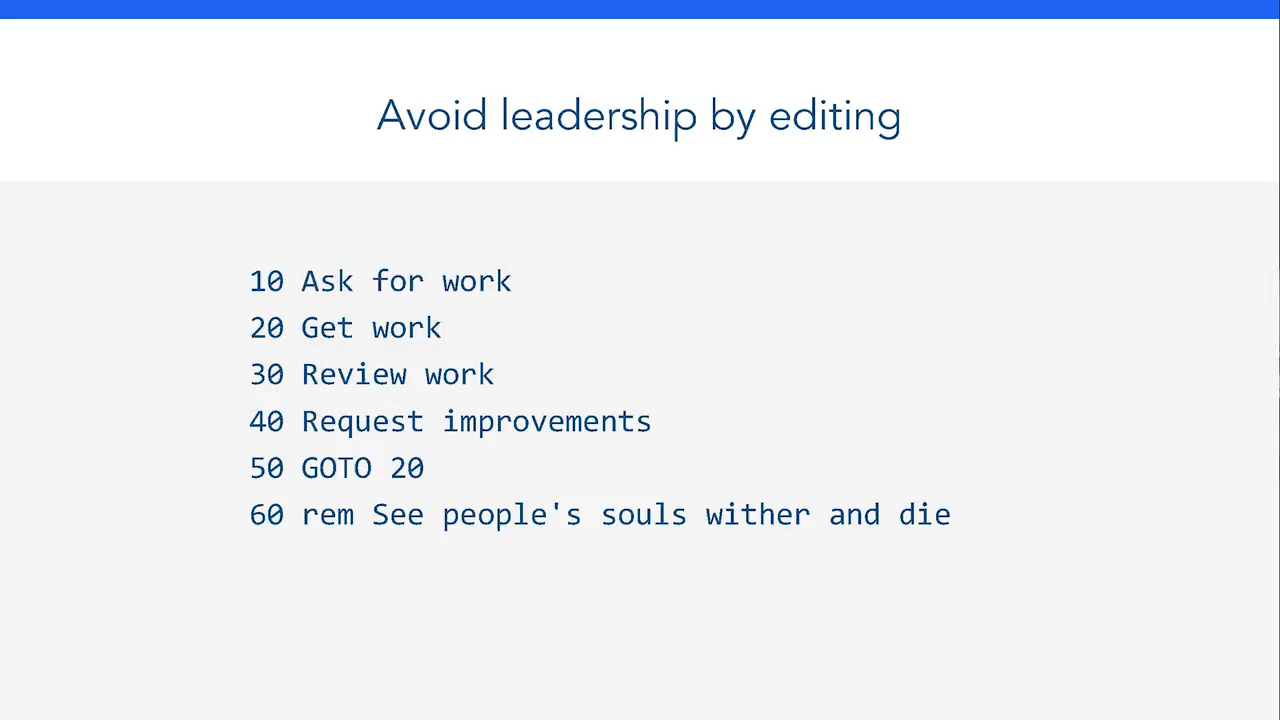 Avoid leadership by editing
10 Ask for work
20 Get work
30 Review work
40 Request improvements
50 GOTO 20
60 rem See people's souls wither and die